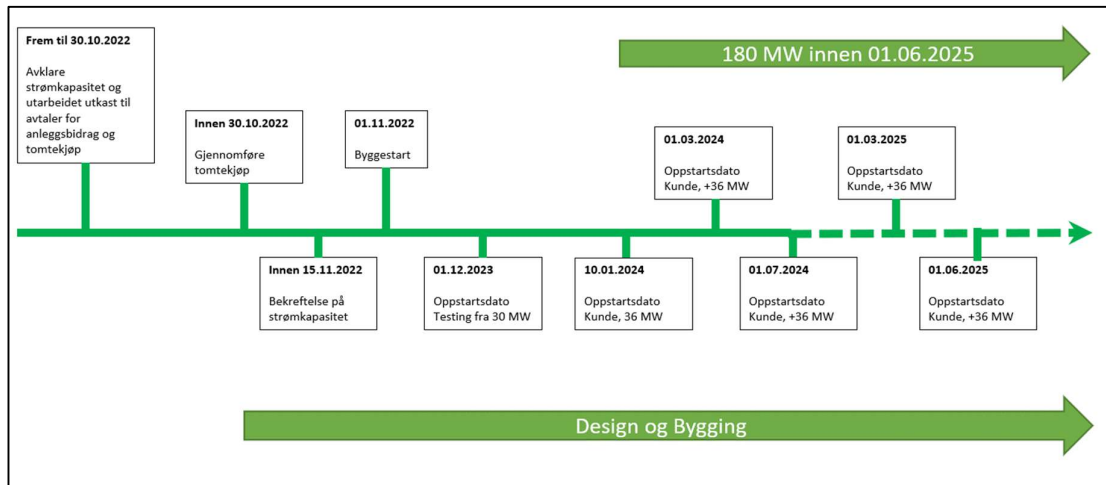 Frem til 30.10.2022
Avklare
strømkapasitet og
utarbeidet utkast til
avtaler for
anleggsbidrag og
tomtekjøp
180 MW innen 01.06.2025
Innen 30.10.2022
Gjennomføre
tomtekjøp
01.11.2022
Byggestart
01.03.2024
Oppstartsdato
Kunde, +36 MW
01.03.2025
Oppstartsdato
Kunde, +36 MW
Innen 15.11.2022
Bekreftelse på
strømkapasitet
01.12.2023
Oppstartsdato
Testing fra 30 MW
10.01.2024
Oppstartsdato
Kunde, 36 MW
01.07.2024
Oppstartsdato
Kunde, +36 MW
01.06.2025
Oppstartsdato
Kunde, +36 MW
Design og Bygging